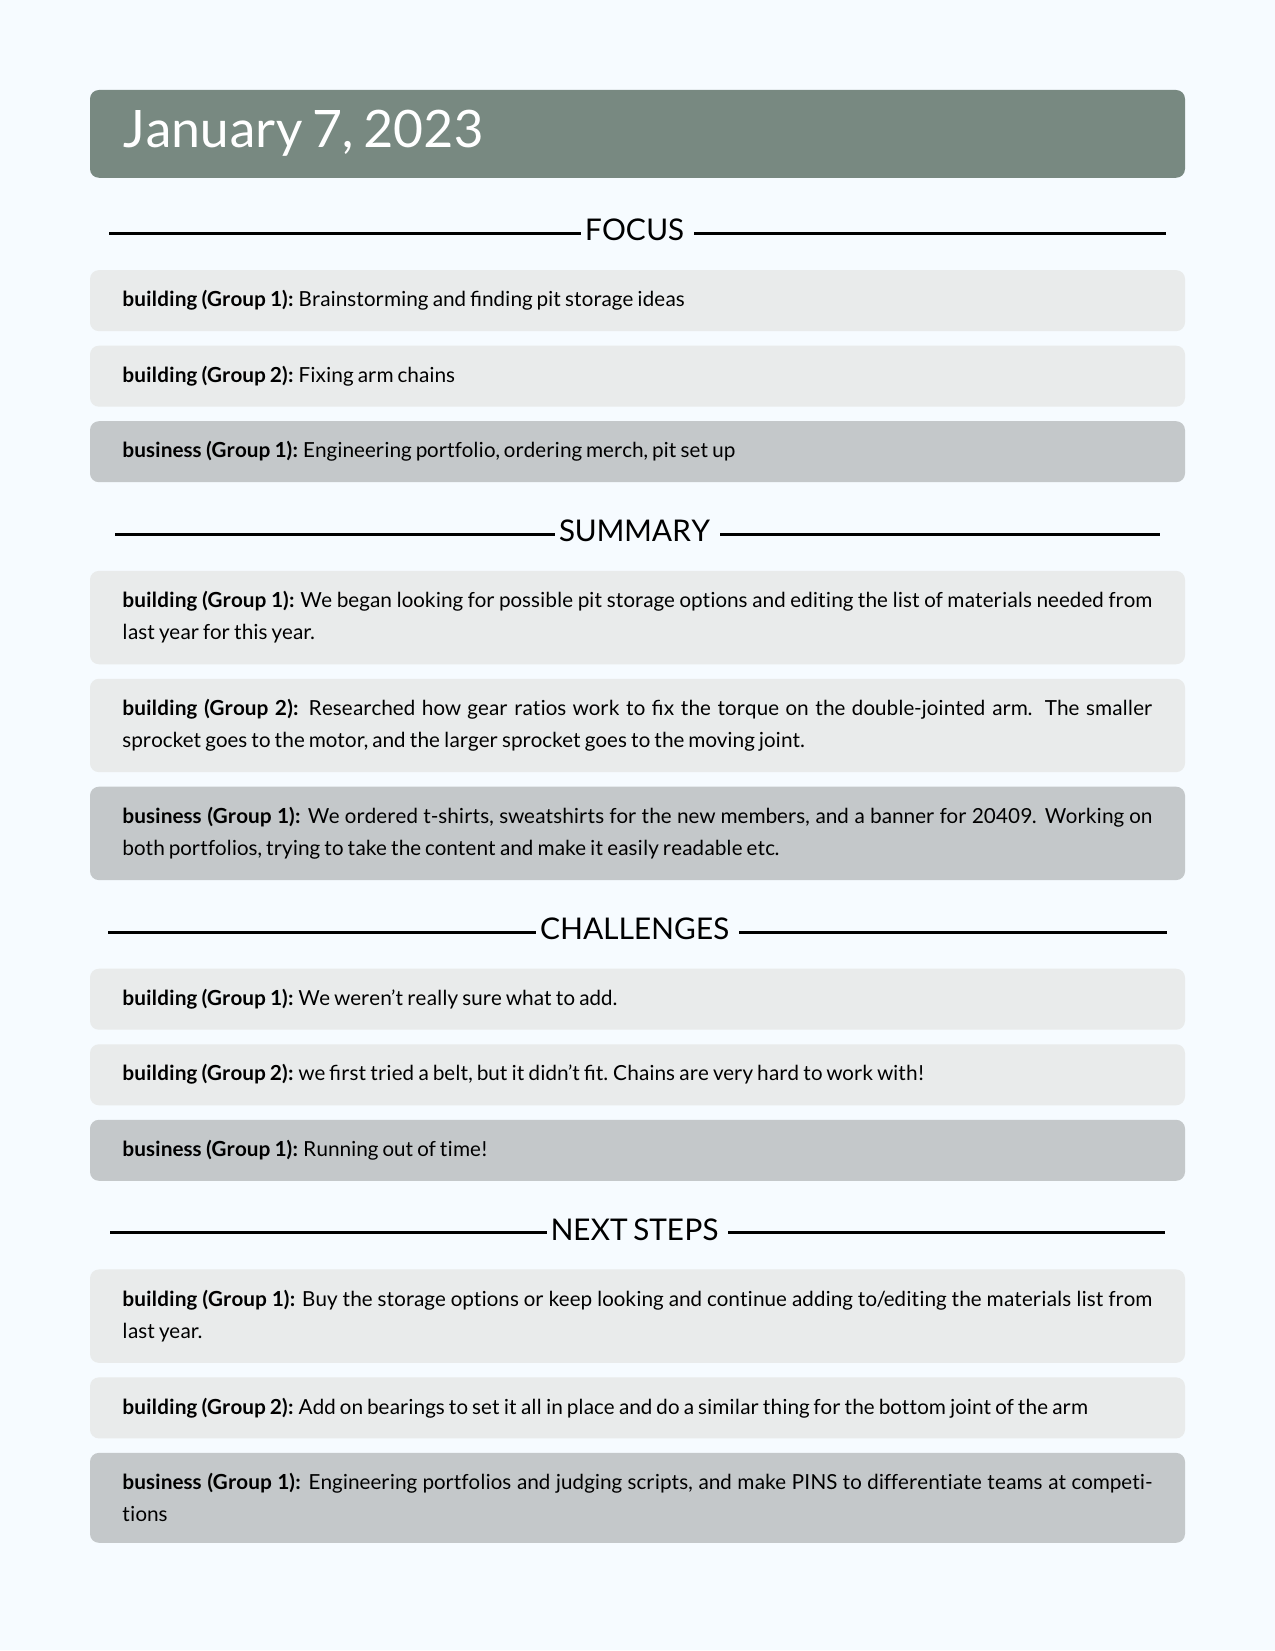 January 7, 2023
FOCUS
building (Group 1): Brainstorming and finding pit storage ideas
building (Group 2): Fixing arm chains
business (Group 1): Engineering portfolio, ordering merch, pit set up
SUMMARY
building (Group 1): We began looking for possible pit storage options and editing the list of materials needed from
last year for this year.
building (Group 2): Researched how gear ratios work to fix the torque on the double-jointed arm. The smaller
sprocket goes to the motor, and the larger sprocket goes to the moving joint.
business (Group 1): We ordered t-shirts, sweatshirts for the new members, and a banner for 20409. Working on
both portfolios, trying to take the content and make it easily readable etc.
CHALLENGES
building (Group 1): We weren't really sure what to add.
building (Group 2): we first tried a belt, but it didn't fit. Chains are very hard to work with!
business (Group 1): Running out of time!
NEXT STEPS
building (Group 1): Buy the storage options or keep looking and continue adding to/editing the materials list from
last year.
building (Group 2): Add on bearings to set it all in place and do a similar thing for the bottom joint of the arm
business (Group 1): Engineering portfolios and judging scripts, and make PINS to differentiate teams at competi-
tions